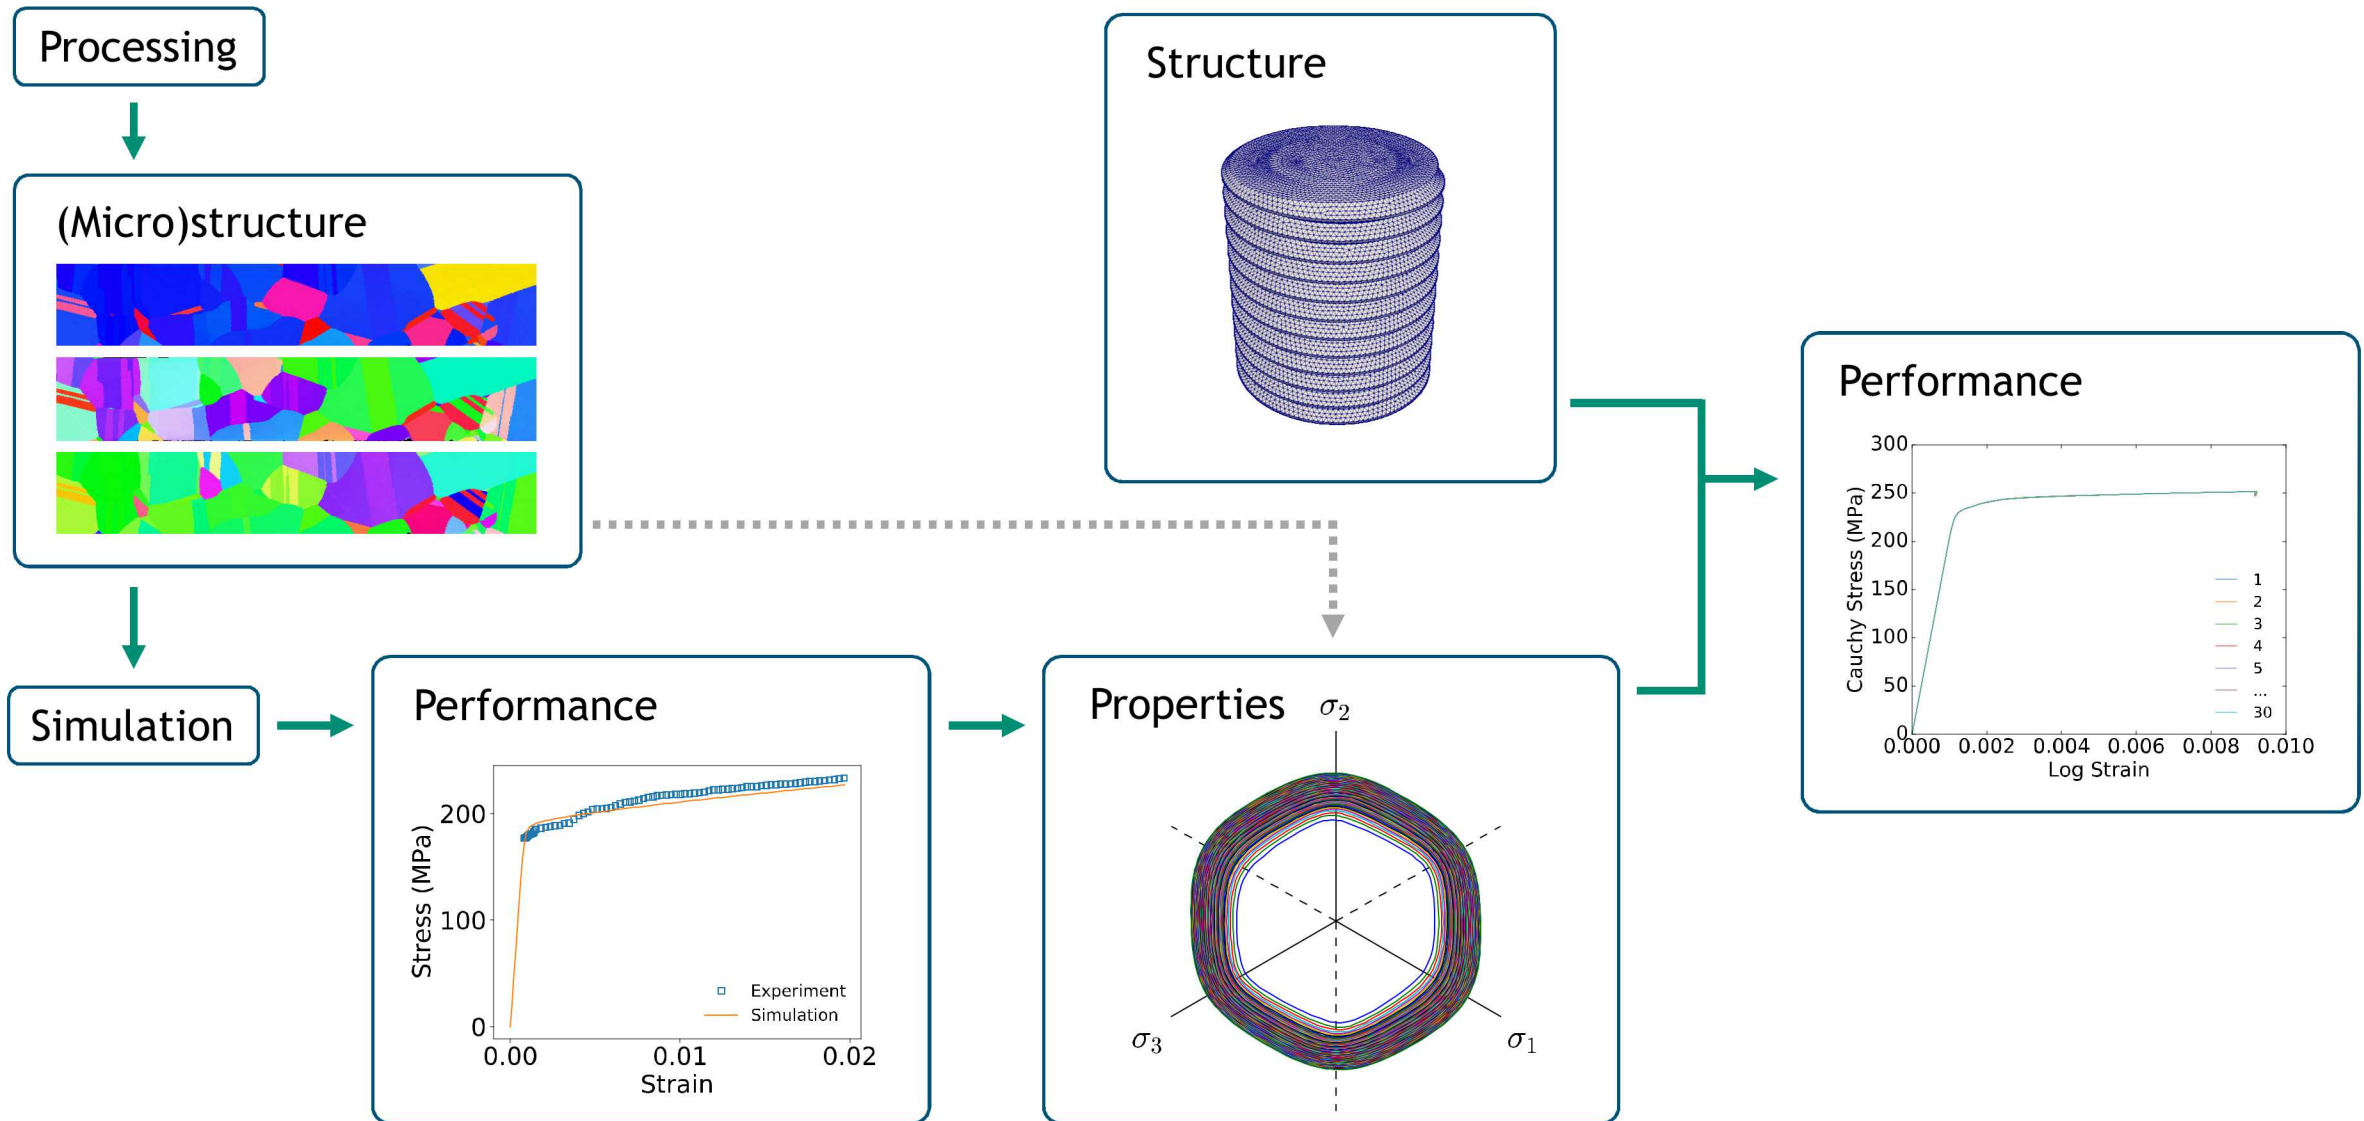 Processing
(Micro)structure
Simulation
Performance
Stress (MPa)
200
100
0
0.00 0.01 0.02
Strain
Experiment
Simulation
Structure
Properties
σ2
σ3
σ1
Performance
Cauchy Stress (MPa)
300
250
200
150
100
50
0
0.000 0.002 0.004 0.006 0.008 0.010
Log Strain
1
2
3
4
5
...
30